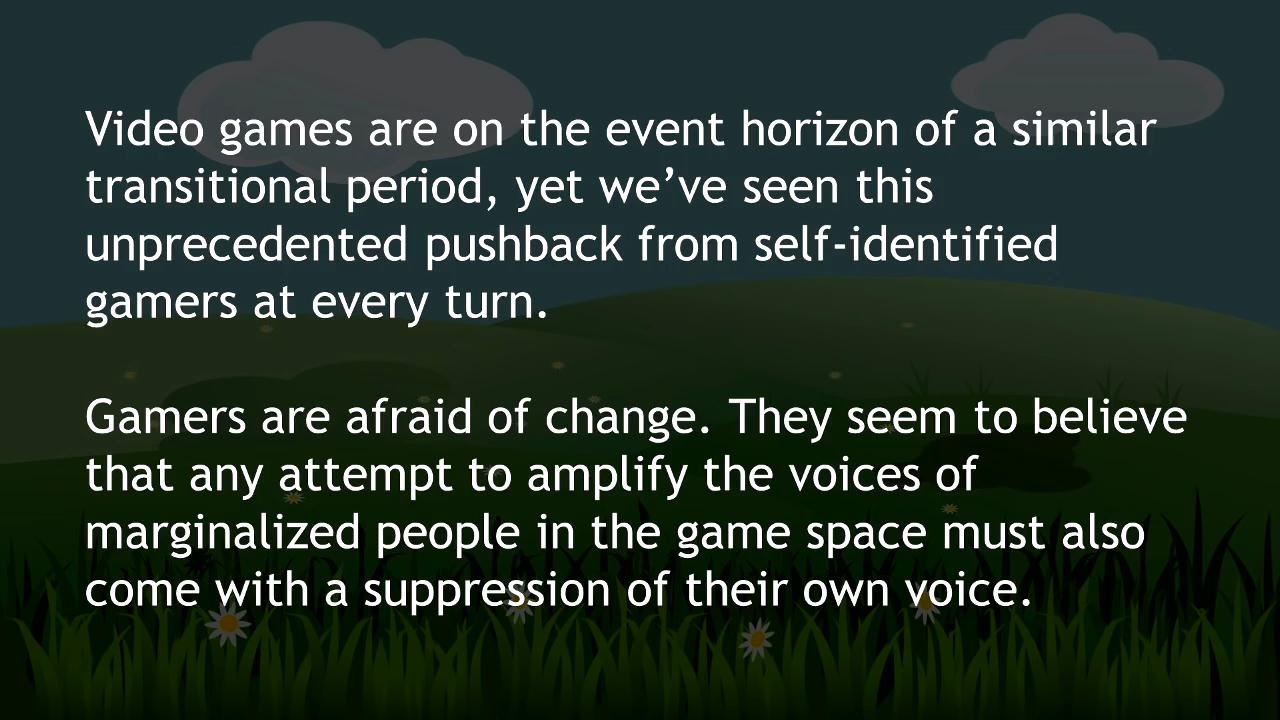 Video games are on the event horizon of a similar
transitional period, yet we’ve seen this
unprecedented pushback from self-identified
gamers at every turn.
Gamers are afraid of change. They seem to believe
that any attempt to amplify the voices of
marginalized people in the game space must also
come with a suppression of their own voice.